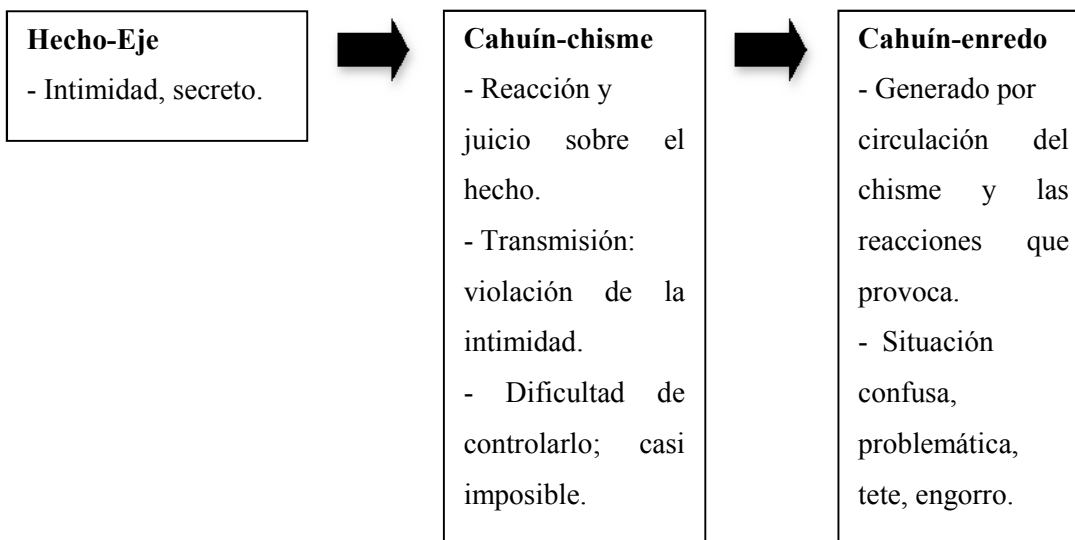 Hecho-Eje
- Intimidad, secreto.
Cahuín-chisme
- Reacción y
juicio sobre el
hecho.
- Transmisión:
violación de la
intimidad.
- Dificultad de
controlarlo; casi
imposible.
Cahuín-enredo
- Generado por
circulación del
chisme y las
reacciones que
provoca.
- Situación
confusa,
problemática,
tete, engorro.